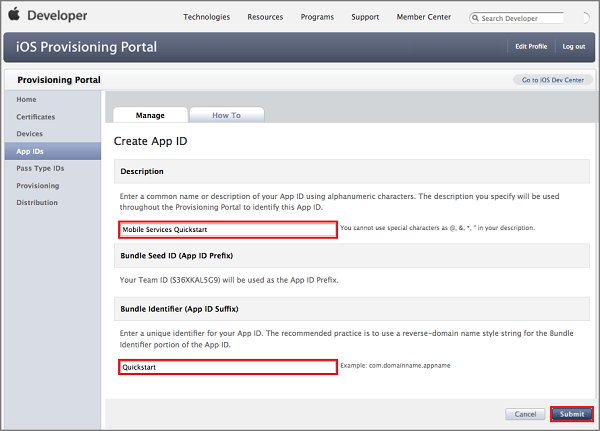 Developer
Technologies Resources Programs Support Member Center Search Developer
iOS Provisioning Portal Edit Profile Log out
Provisioning Portal Go to iOS Dev Center
Home
Certificates
Devices
App IDs
Pass Type IDs
Provisioning
Distribution
Manage How To
Create App ID
Description
Enter a common name or description of your App ID using alphanumeric characters. The description you specify will be used
throughout the Provisioning Portal to identify this App ID.
Mobile Services Quickstart You cannot use special characters as @, &, *, " in your description.
Bundle Seed ID (App ID Prefix)
Your Team ID (S36XKAL5G9) will be used as the App ID Prefix.
Bundle Identifier (App ID Suffix)
Enter a unique identifier for your App ID. The recommended practice is to use a reverse-domain name style string for the Bundle
Identifier portion of the App ID.
Quickstart Example: com.domainname.appname
Cancel Submit